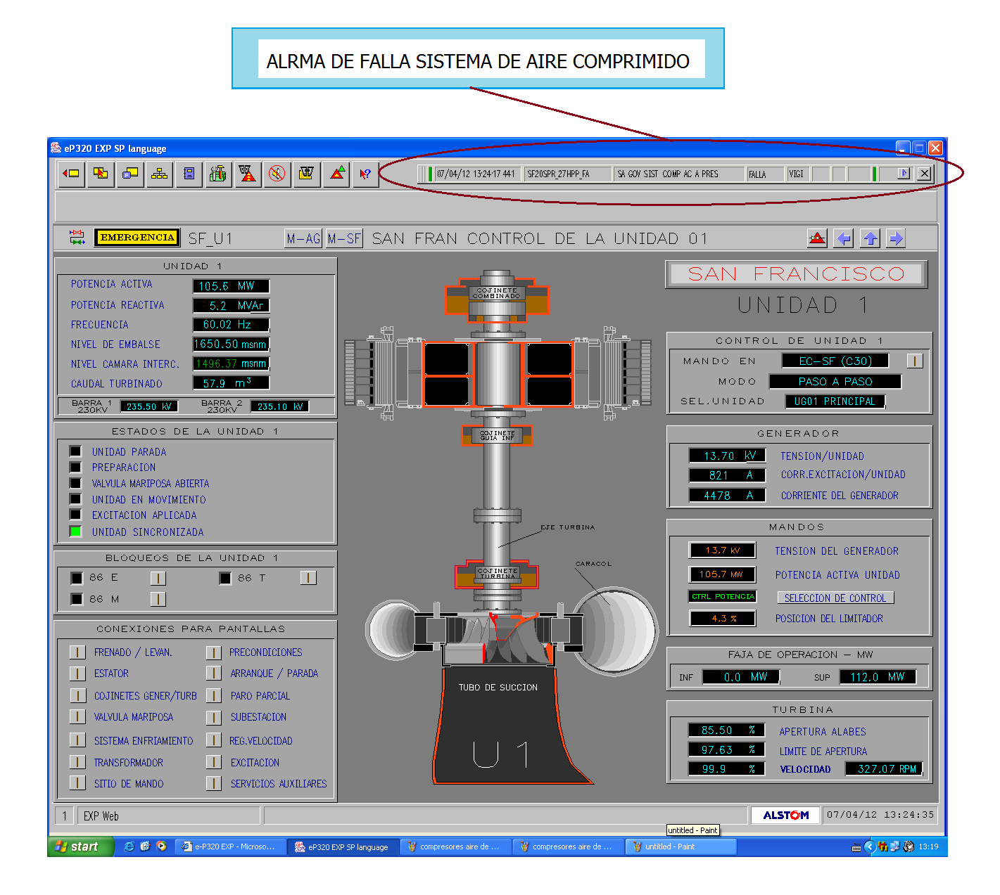 ALRMA DE FALLA SISTEMA DE AIRE COMPRIMIDO
eP320 EXP SP language
07/04/12 13:24:17 441 SF20SPR_27HPP_FA SA GOV SIST COMP AC A PRES FALLA VIGI
EMERGENCIA SF_U1 M-AG M-SF SAN FRAN CONTROL DE LA UNIDAD 01
UNIDAD 1
POTENCIA ACTIVA 105.6 MW
POTENCIA REACTIVA 5.2 MVAr
FRECUENCIA 60.02 Hz
NIVEL DE EMBALSE 1650.50 msnm
NIVEL CAMARA INTERC. 1496.37 msnm
CAUDAL TURBINADO 57.9 m³
BARRA 1 230KV 235.50 kV BARRA 2 230KV 235.10 kV
ESTADOS DE LA UNIDAD 1
UNIDAD PARADA
PREPARACION
VALVULA MARIPOSA ABIERTA
UNIDAD EN MOVIMIENTO
EXCITACION APLICADA
UNIDAD SINCRONIZADA
BLOQUEOS DE LA UNIDAD 1
86 E 86 T
86 M
CONEXIONES PARA PANTALLAS
FRENADO / LEVAN. PRECONDICIONES
ESTATOR ARRANQUE / PARADA
COJINETES GENER/TURB PARO PARCIAL
VALVULA MARIPOSA SUBESTACION
SISTEMA ENFRIAMIENTO REG.VELOCIDAD
TRANSFORMADOR EXCITACION
SITIO DE MANDO SERVICIOS AUXILIARES
COJINETE
COMBINADO
COJINETE
GUIA INF
EJE TURBINA
COJINETE
TURBINA
CARACOL
TUBO DE SUCCION
U 1
SAN FRANCISCO
UNIDAD 1
CONTROL DE UNIDAD 1
MANDO EN EC-SF (C30)
MODO PASO A PASO
SEL.UNIDAD UG01 PRINCIPAL
GENERADOR
13.70 kV TENSION/UNIDAD
821 A CORR.EXCITACION/UNIDAD
4478 A CORRIENTE DEL GENERADOR
MANDOS
13.7 kV TENSION DEL GENERADOR
105.7 MW POTENCIA ACTIVA UNIDAD
CTRL POTENCIA SELECCION DE CONTROL
4.3 % POSICION DEL LIMITADOR
FAJA DE OPERACION - MW
INF 0.0 MW SUP 112.0 MW
TURBINA
85.50 % APERTURA ALABES
97.63 % LIMITE DE APERTURA
99.9 % VELOCIDAD 327.07 RPM
1 EXP Web ALSTOM 07/04/12 13:24:35
untitled - Paint
start e-P320 EXP - Microso... eP320 EXP SP language compresores aire de ... compresores aire de ... untitled - Paint 13:19